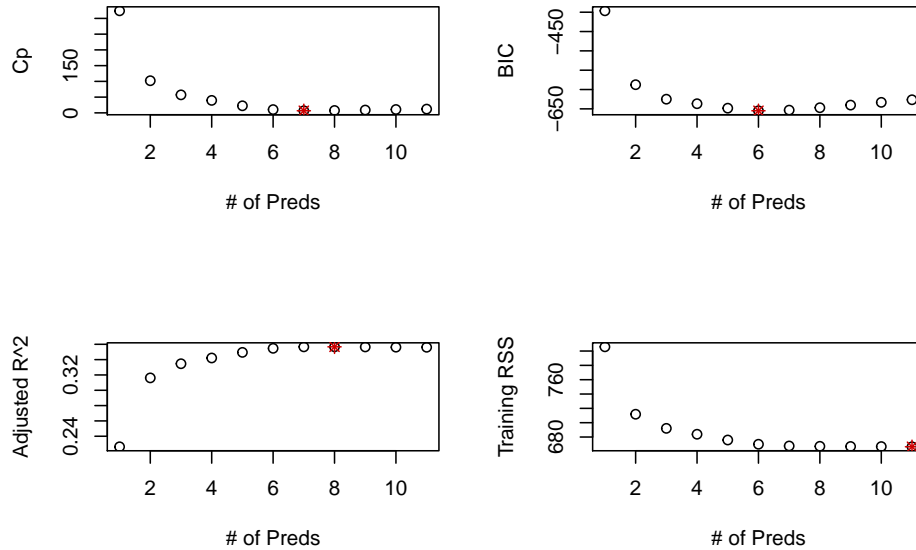 Cp
150
0
2 4 6 8 10
# of Preds
BIC
−450
−650
2 4 6 8 10
# of Preds
Adjusted R^2
0.32
0.24
2 4 6 8 10
# of Preds
Training RSS
760
680
2 4 6 8 10
# of Preds